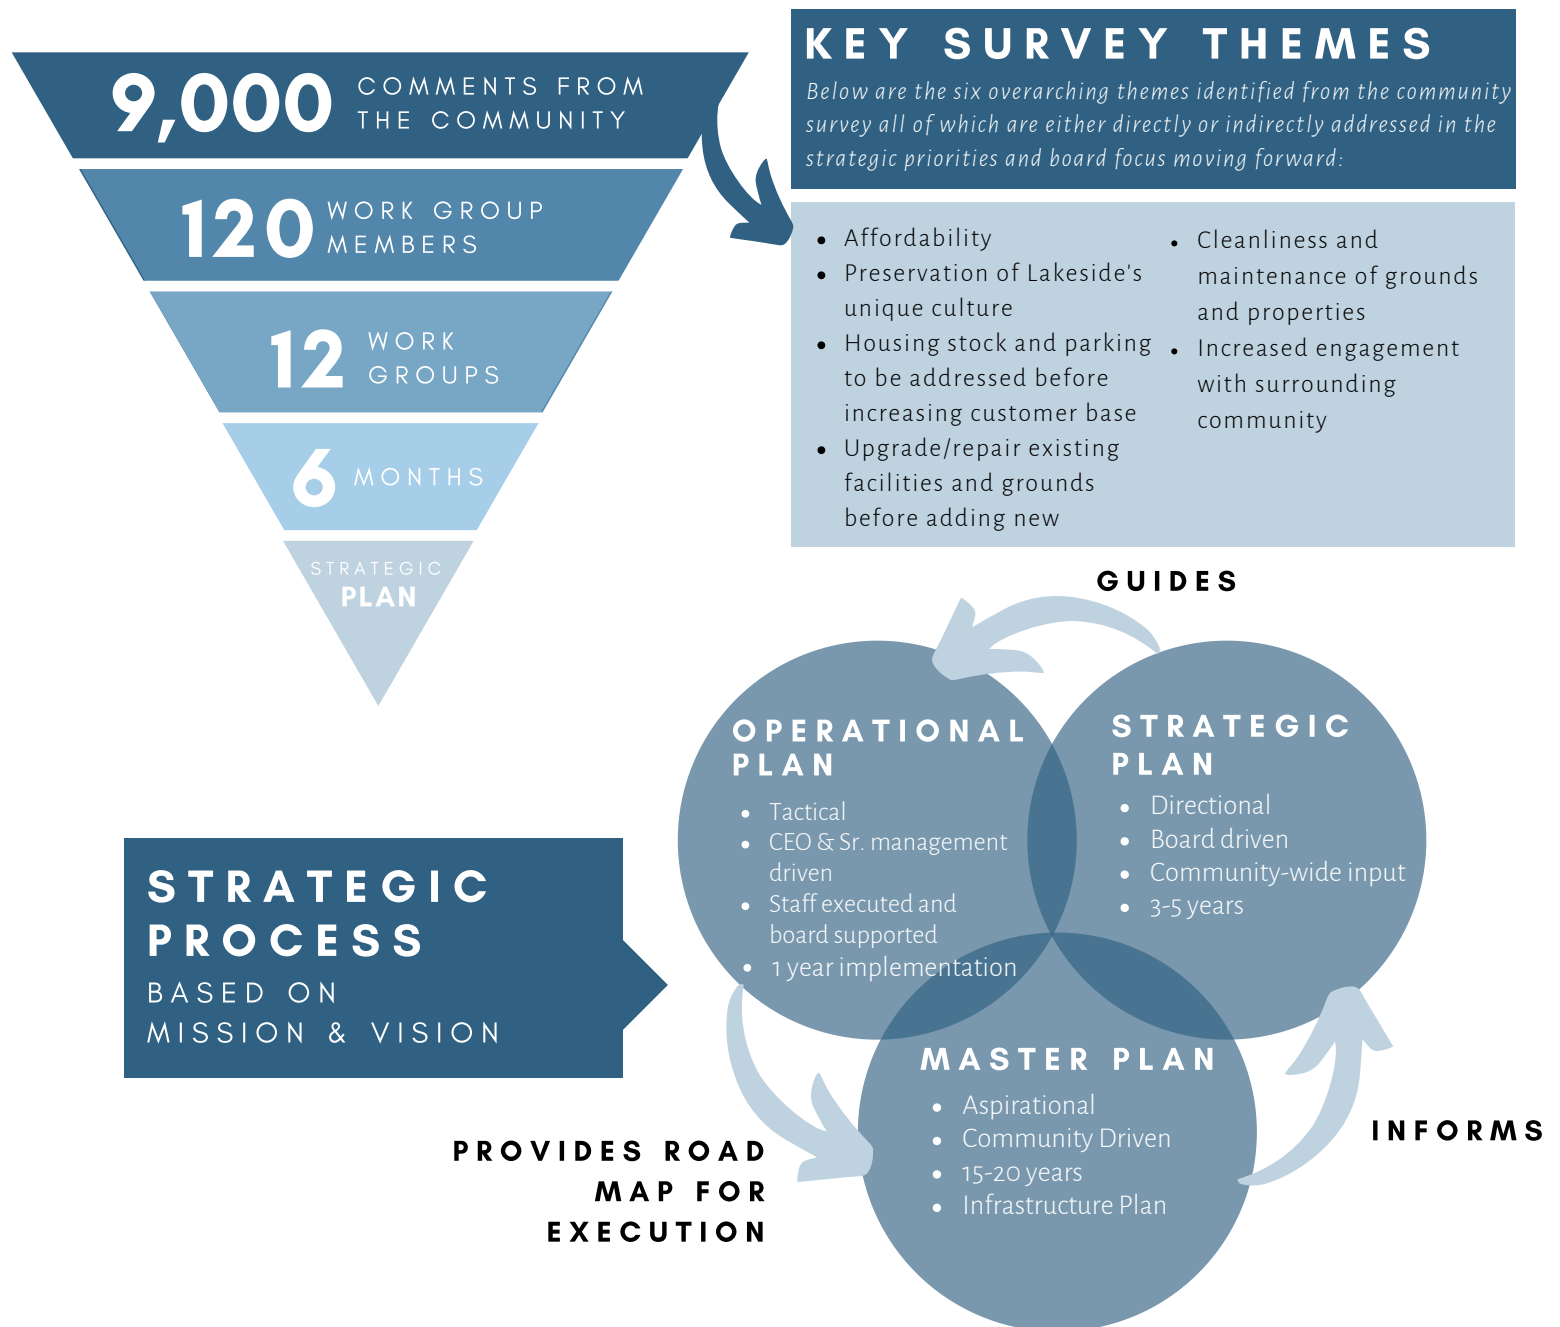 9,000 COMMENTS FROM
THE COMMUNITY
120 WORK GROUP
MEMBERS
12 WORK
GROUPS
6 MONTHS
STRATEGIC
PLAN
KEY SURVEY THEMES
Below are the six overarching themes identified from the community
survey all of which are either directly or indirectly addressed in the
strategic priorities and board focus moving forward:
• Affordability
• Preservation of Lakeside's
unique culture
• Housing stock and parking
to be addressed before
increasing customer base
• Upgrade/repair existing
facilities and grounds
before adding new
• Cleanliness and
maintenance of grounds
and properties
• Increased engagement
with surrounding
community
GUIDES
OPERATIONAL
PLAN
• Tactical
• CEO & Sr. management
driven
• Staff executed and
board supported
• 1 year implementation
STRATEGIC
PLAN
• Directional
• Board driven
• Community-wide input
• 3-5 years
STRATEGIC
PROCESS
BASED ON
MISSION & VISION
MASTER PLAN
• Aspirational
• Community Driven
• 15-20 years
• Infrastructure Plan
INFORMS
PROVIDES ROAD
MAP FOR
EXECUTION